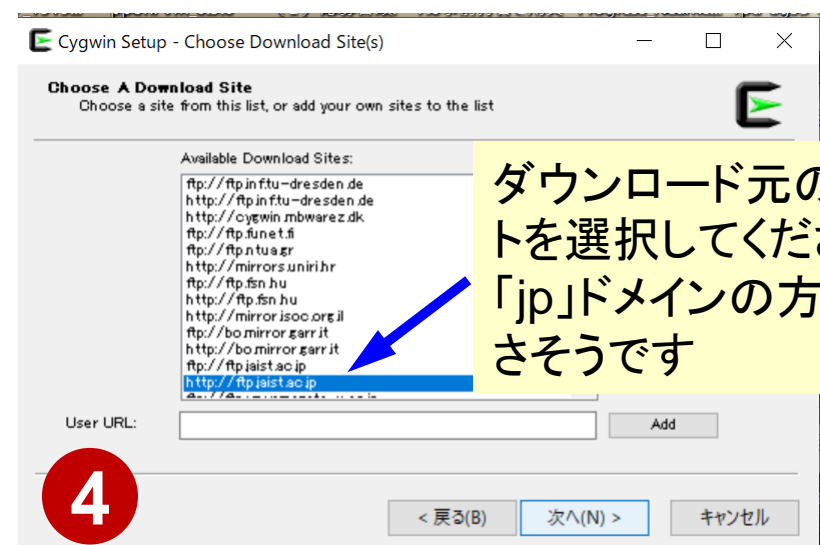 Cygwin Setup - Choose Download Site(s)
Choose A Download Site
Choose a site from this list, or add your own sites to the list
Available Download Sites:
ftp://ftp.inf.tu-dresden.de
http://ftp.inf.tu-dresden.de
http://cygwin.mbwarez.dk
ftp://ftp.funet.fi
ftp://ftp.ntua.gr
http://mirrors.uniri.hr
ftp://ftp.fsn.hu
http://ftp.fsn.hu
http://mirror.isoc.org.il
ftp://bo.mirror.garr.it
http://bo.mirror.garr.it
ftp://ftp.jaist.ac.jp
http://ftp.jaist.ac.jp
ダウンロード元の
トを選択してくださ
「jp」ドメインの方
さそうです
User URL:
Add
4
< 戻る(B)
次へ(N) >
キャンセル